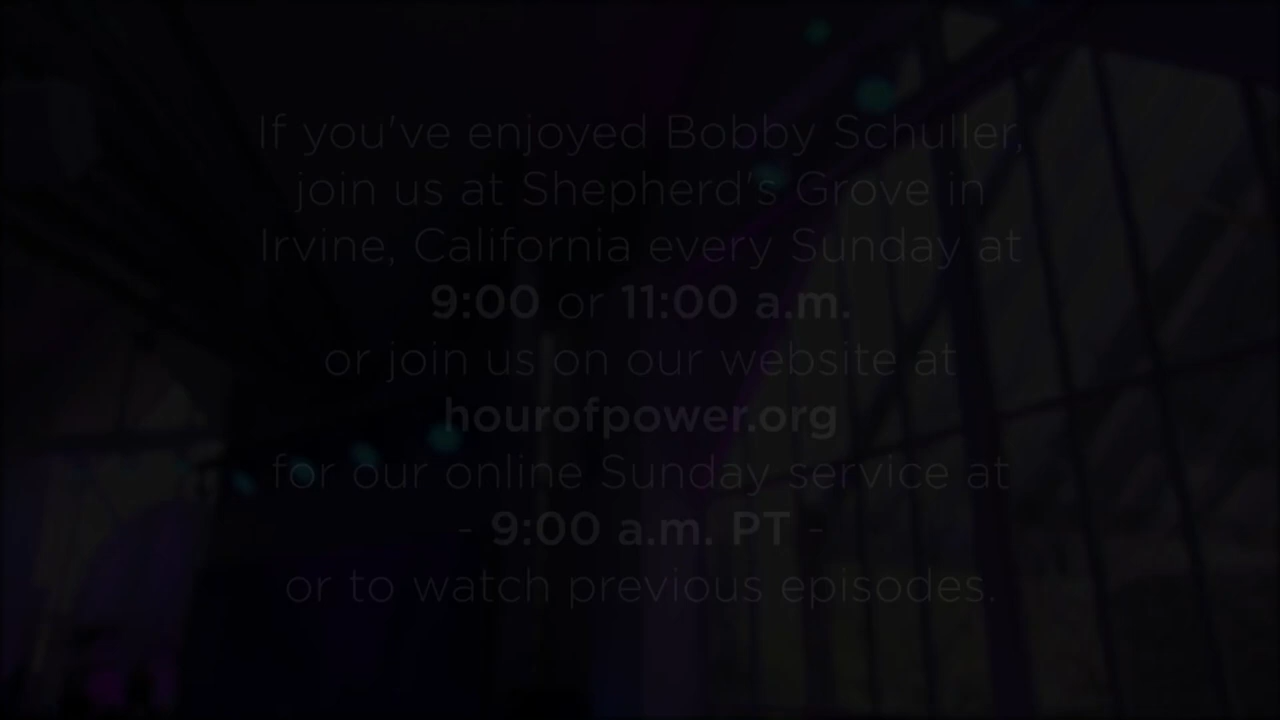 If you've enjoyed Bobby Schuller,
join us at Shepherd's Grove in
Irvine, California every Sunday at
9:00 or 11:00 a.m.
or join us on our website at
hourofpower.org
for our online Sunday service at
- 9:00 a.m. PT -
or to watch previous episodes.